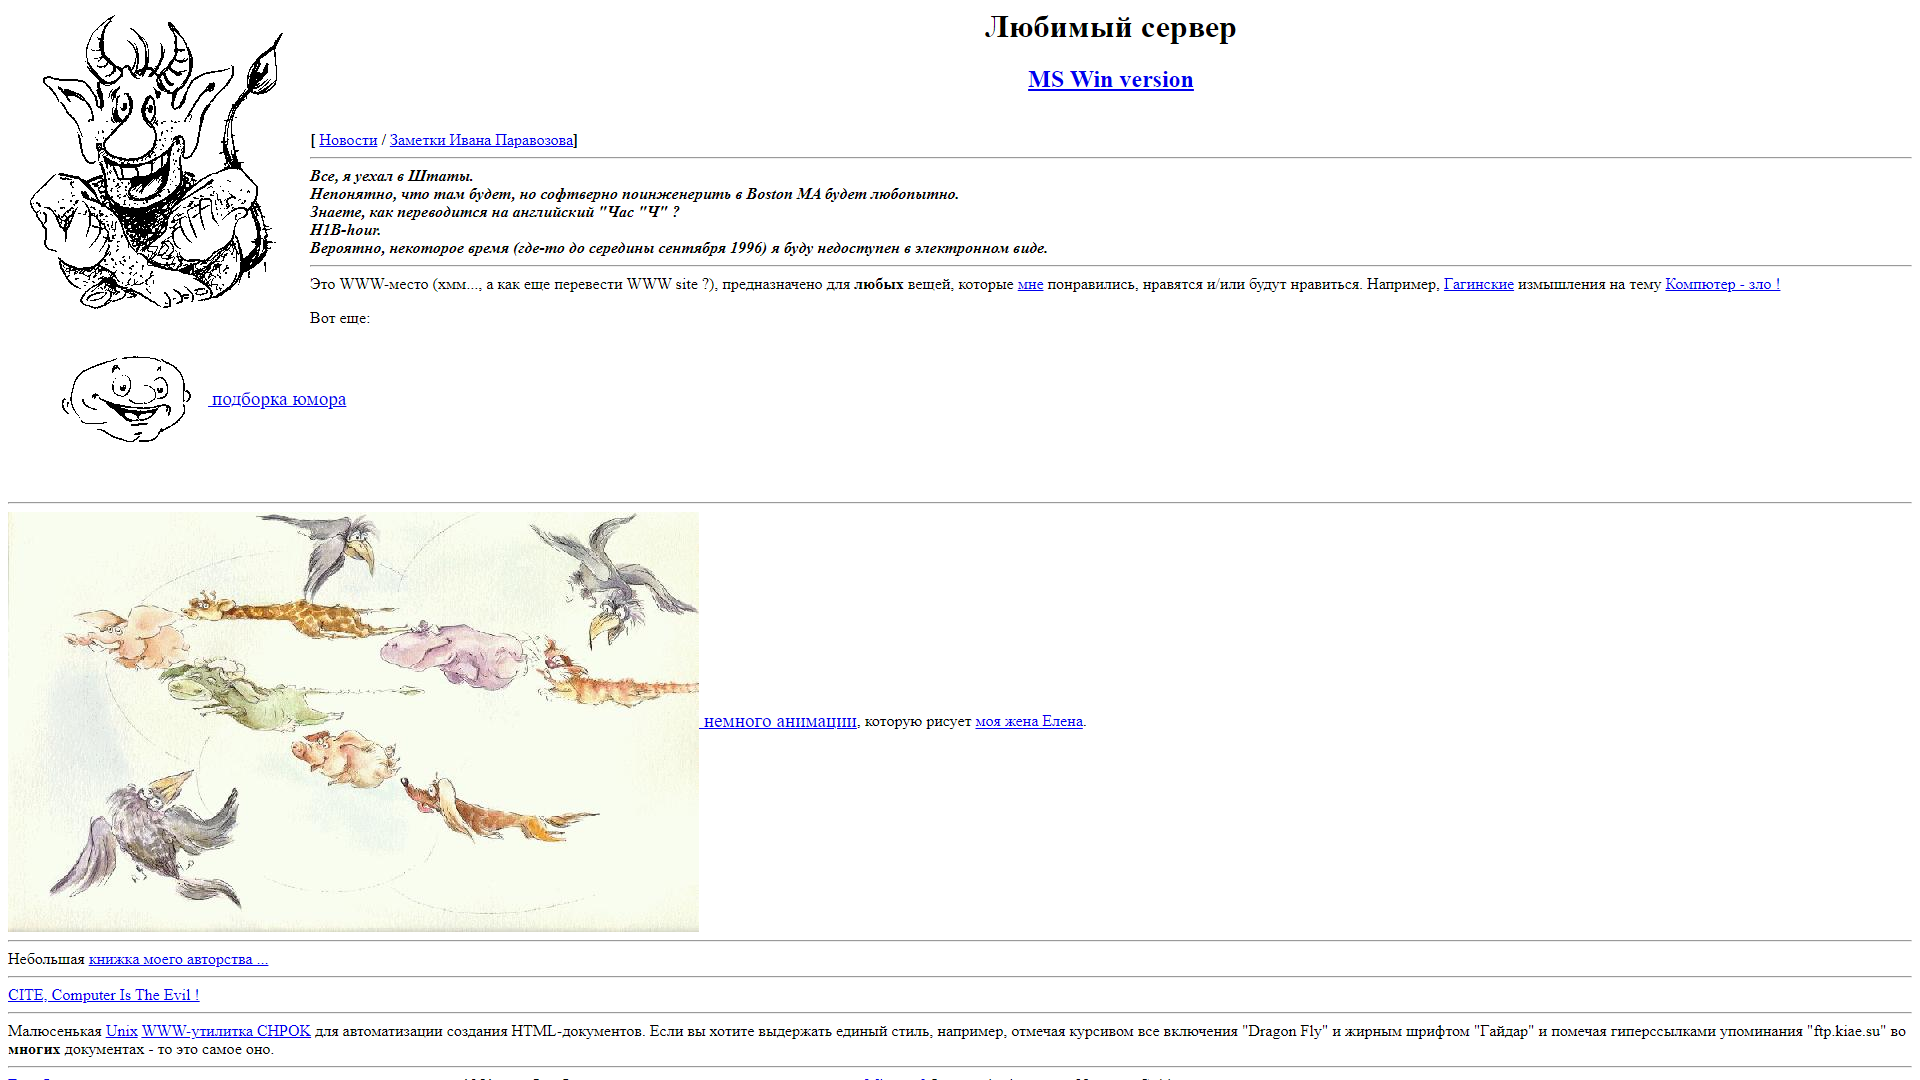 Любимый сервер
MS Win version
[ Новости / Заметки Ивана Паравозова]
Все, я уехал в Штаты.
Непонятно, что там будет, но софтверно поинженерить в Boston MA будет любопытно.
Знаете, как переводится на английский "Час "Ч" ?
H1B-hour.
Вероятно, некоторое время (где-то до середины сентября 1996) я буду недоступен в электронном виде.
Это WWW-место (хмм..., а как еще перевести WWW site ?), предназначено для любых вещей, которые мне понравились, нравятся и/или будут нравиться. Например, Гагинские измышления на тему Компютер - зло !
Вот еще:
подборка юмора
немного анимации, которую рисует моя жена Елена.
Небольшая книжка моего авторства ...
CITE, Computer Is The Evil !
Малюсенькая Unix WWW-утилитка CHPOK для автоматизации создания HTML-документов. Если вы хотите выдержать единый стиль, например, отмечая курсивом все включения "Dragon Fly" и жирным шрифтом "Гайдар" и помечая гиперссылками упоминания "ftp.kiae.su" во
многих документах - то это самое оно.